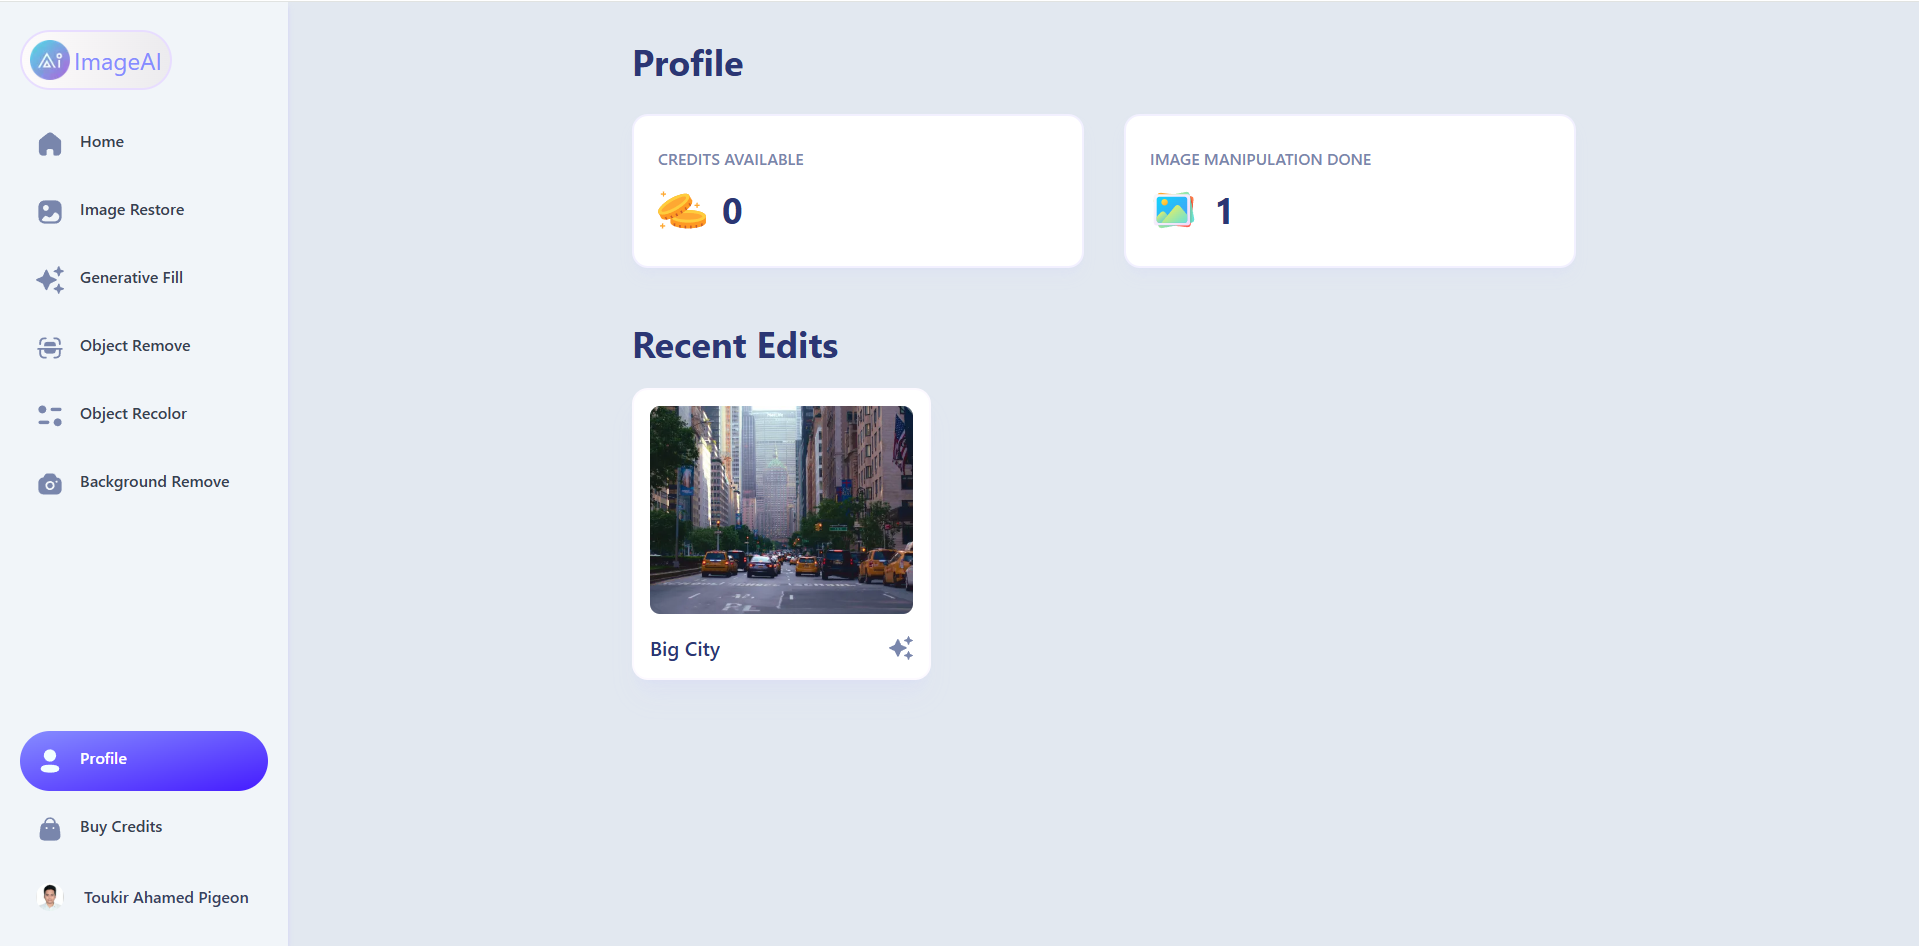 Ai ImageAI
Home
Image Restore
Generative Fill
Object Remove
Object Recolor
Background Remove
Profile
Buy Credits
Toukir Ahamed Pigeon
Profile
CREDITS AVAILABLE
0
IMAGE MANIPULATION DONE
1
Recent Edits
Big City